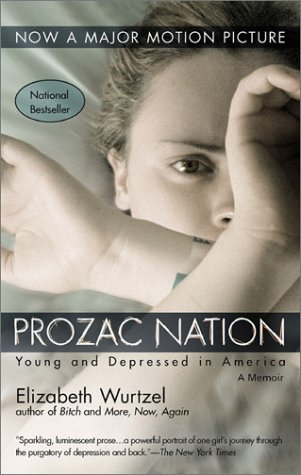 NOW A MAJOR MOTION PICTURE
National
Bestseller
PROZAC NATION
Young and Depressed in America
A Memoir
Elizabeth Wurtzel
author of Bitch and More, Now, Again
"Sparkling, luminescent prose...a powerful portrait of one girl's journey through
the purgatory of depression and back."—The New York Times